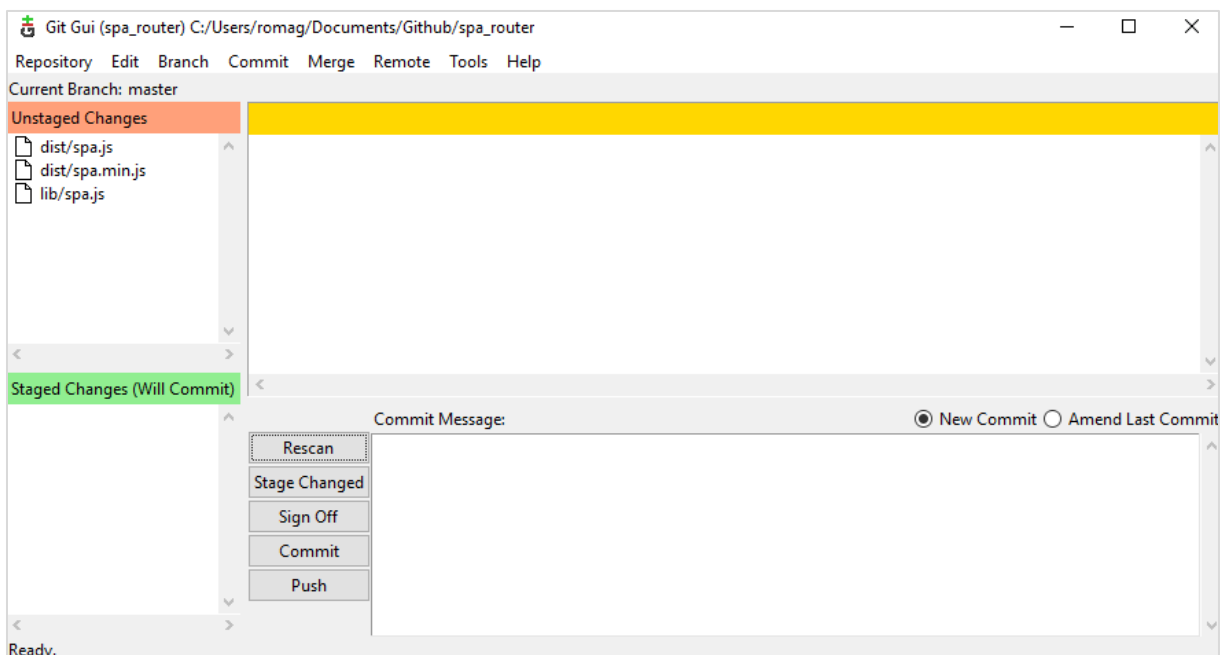 Git Gui (spa_router) C:/Users/romag/Documents/Github/spa_router
Repository Edit Branch Commit Merge Remote Tools Help
Current Branch: master
Unstaged Changes
dist/spa.js
dist/spa.min.js
lib/spa.js
Staged Changes (Will Commit)
Commit Message:
New Commit
Amend Last Commit
Rescan
Stage Changed
Sign Off
Commit
Push
Ready.